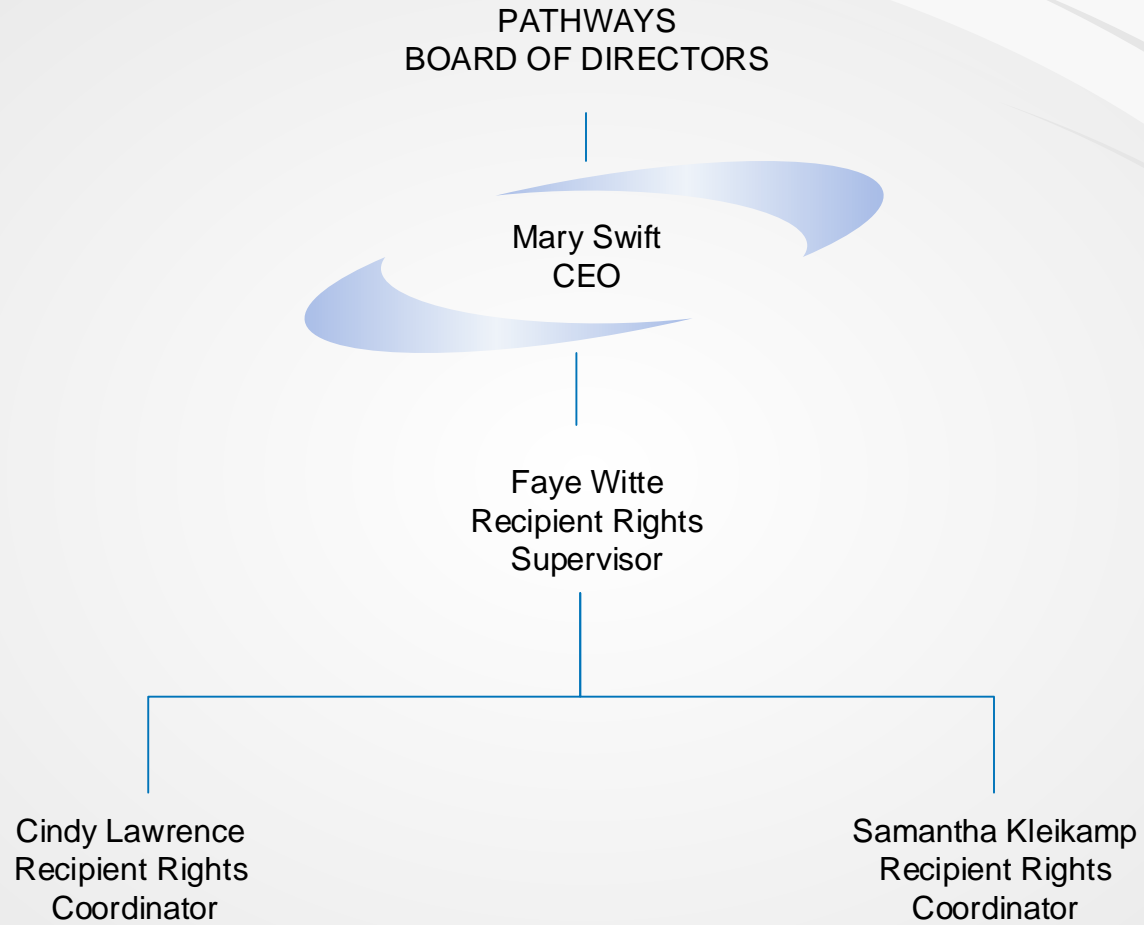 PATHWAYS
BOARD OF DIRECTORS
Mary Swift
CEO
Faye Witte
Recipient Rights
Supervisor
Cindy Lawrence
Recipient Rights
Coordinator
Samantha Kleikamp
Recipient Rights
Coordinator